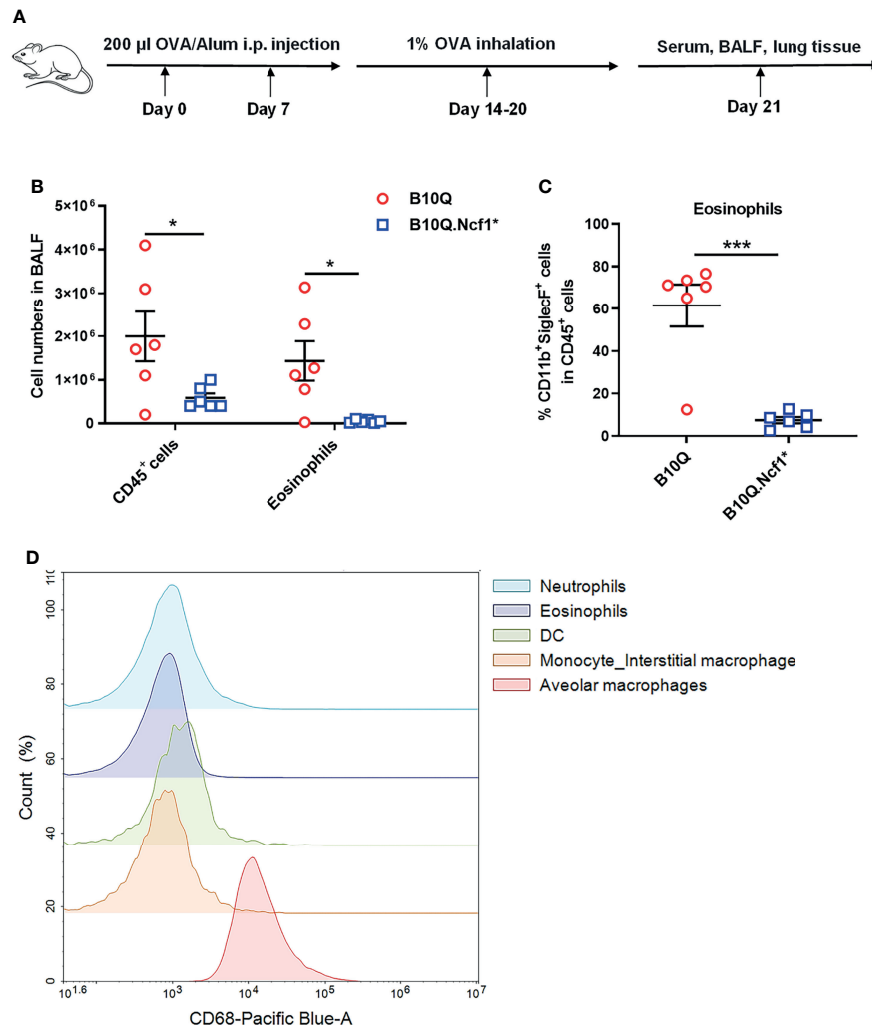 A
200 µl OVA/Alum i.p. injection
1% OVA inhalation
Serum, BALF, lung tissue
Day 0
Day 7
Day 14-20
Day 21
B
Cell numbers in BALF
5×10⁶
4×10⁶
3×10⁶
2×10⁶
1×10⁶
0
*
*
B10Q
B10Q.Ncf1*
CD45⁺ cells
Eosinophils
C
Eosinophils
***
% CD11b⁺SiglecF⁺ cells
in CD45⁺ cells
100
80
60
40
20
0
B10Q
B10Q.Ncf1*
D
Count (%)
110
100
80
60
40
20
0
10¹·⁶
10³
10⁴
10⁵
10⁶
10⁷
CD68-Pacific Blue-A
Neutrophils
Eosinophils
DC
Monocyte_Interstitial macrophage
Aveolar macrophages